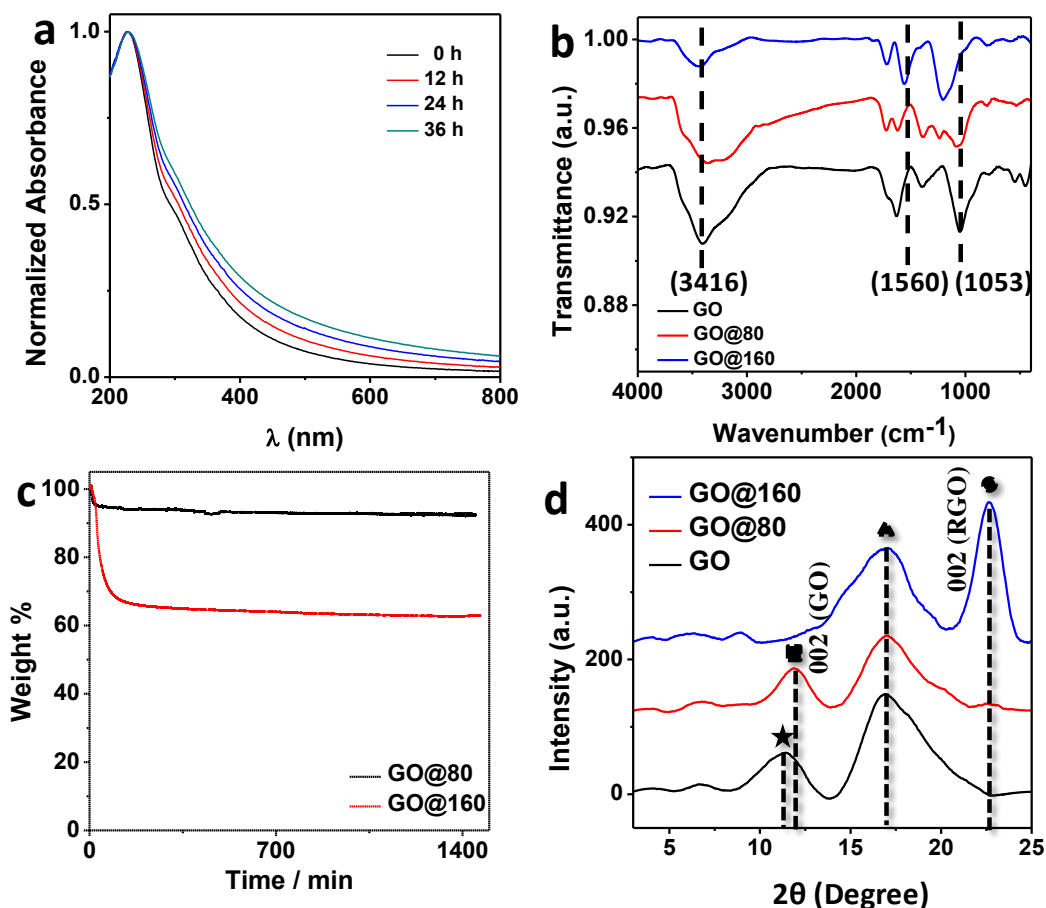 a
0 h
12 h
24 h
36 h
1.0
0.5
0.0
200
400
600
800
Normalized Absorbance
λ (nm)
b
1.00
0.96
0.92
0.88
(3416)
(1560)
(1053)
GO
GO@80
GO@160
4000
3000
2000
1000
Transmittance (a.u.)
Wavenumber (cm-1)
c
100
80
60
40
20
0
GO@80
GO@160
0
700
1400
Weight %
Time / min
d
GO@160
GO@80
GO
002 (GO)
002 (RGO)
400
200
0
5
10
15
20
25
Intensity (a.u.)
2θ (Degree)